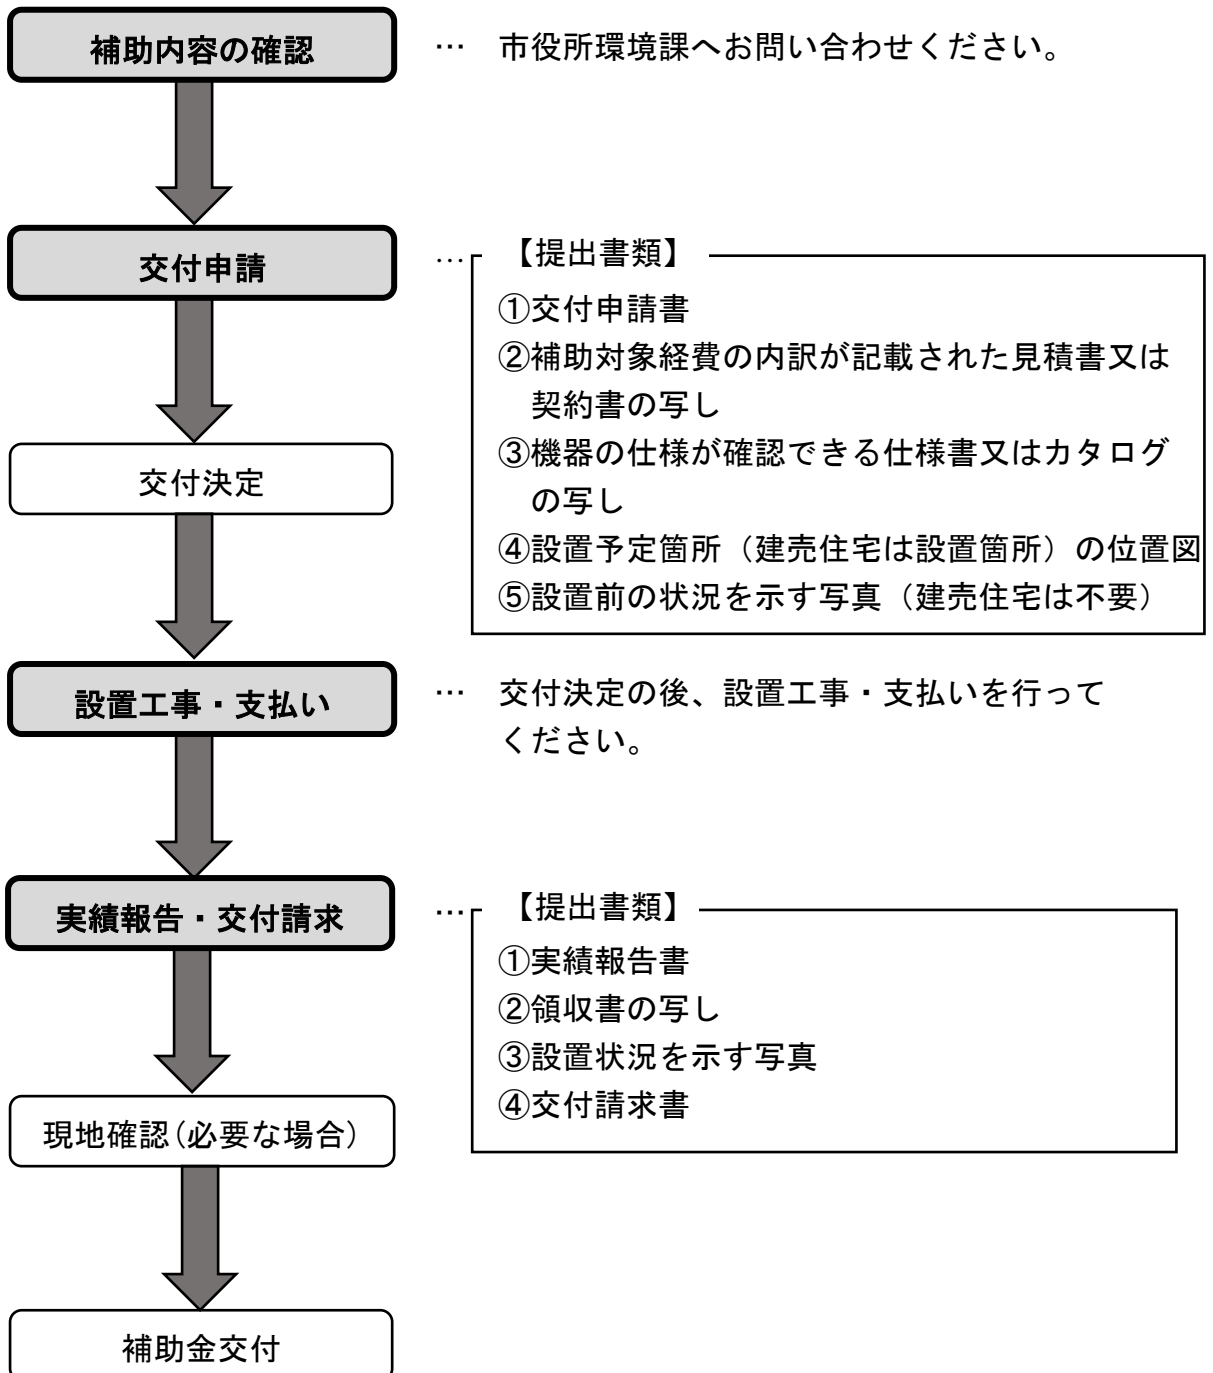 補助内容の確認
… 市役所環境課へお問い合わせください。
交付申請
… 【提出書類】
①交付申請書
②補助対象経費の内訳が記載された見積書又は
契約書の写し
③機器の仕様が確認できる仕様書又はカタログ
の写し
④設置予定箇所（建売住宅は設置箇所）の位置図
⑤設置前の状況を示す写真（建売住宅は不要）
交付決定
設置工事・支払い
… 交付決定の後、設置工事・支払いを行って
ください。
実績報告・交付請求
… 【提出書類】
①実績報告書
②領収書の写し
③設置状況を示す写真
④交付請求書
現地確認(必要な場合)
補助金交付